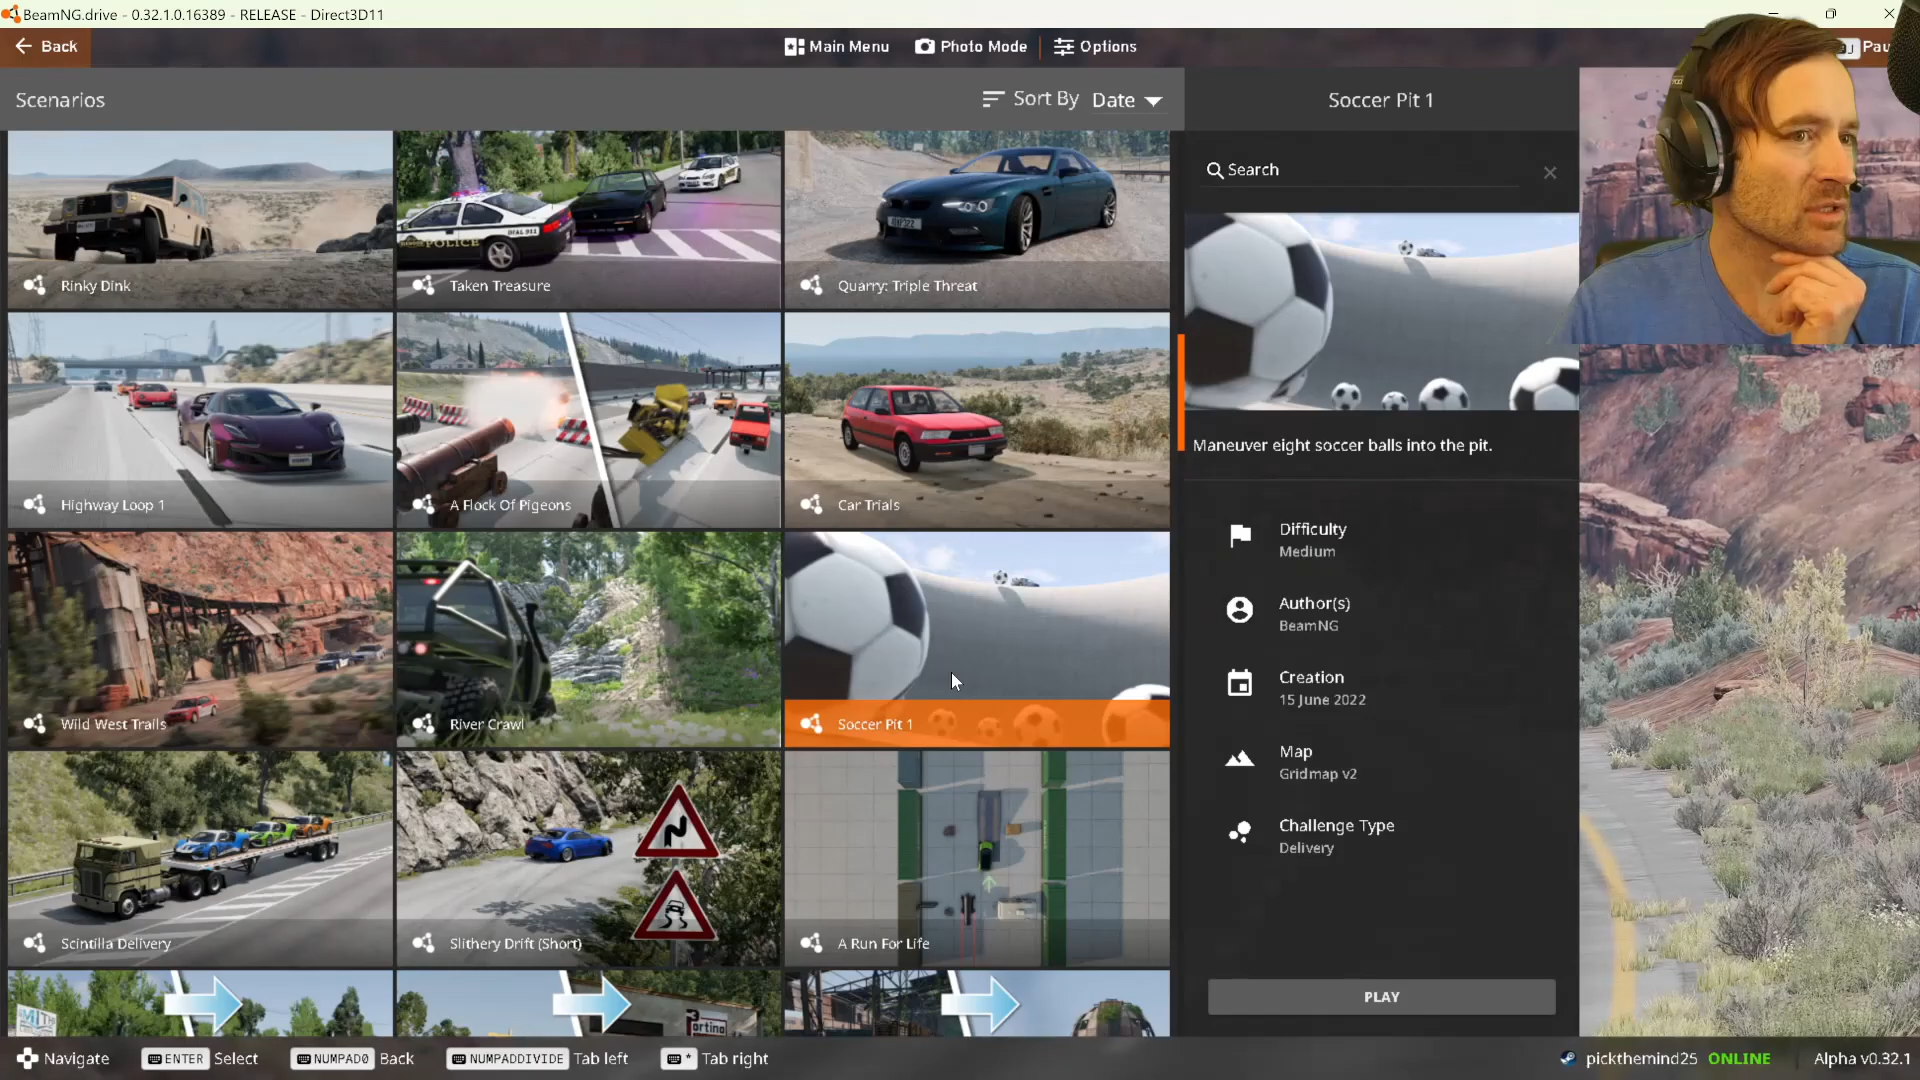 BeamNG.drive - 0.32.1.0.16389 - RELEASE - Direct3D11
Back
Main Menu
Photo Mode
Options
Pau
Scenarios
Sort By Date
Soccer Pit 1
Search
Rinky Dink
Taken Treasure
Quarry: Triple Threat
Highway Loop 1
A Flock Of Pigeons
Car Trials
Maneuver eight soccer balls into the pit.
Wild West Trails
River Crawl
Soccer Pit 1
Difficulty
Medium
Author(s)
BeamNG
Creation
15 June 2022
Map
Gridmap v2
Challenge Type
Delivery
Scintilla Delivery
Slithery Drift (Short)
A Run For Life
PLAY
Navigate
ENTER Select
NUMPAD0 Back
NUMPADDIVIDE Tab left
* Tab right
pickthemind25 ONLINE
Alpha v0.32.1